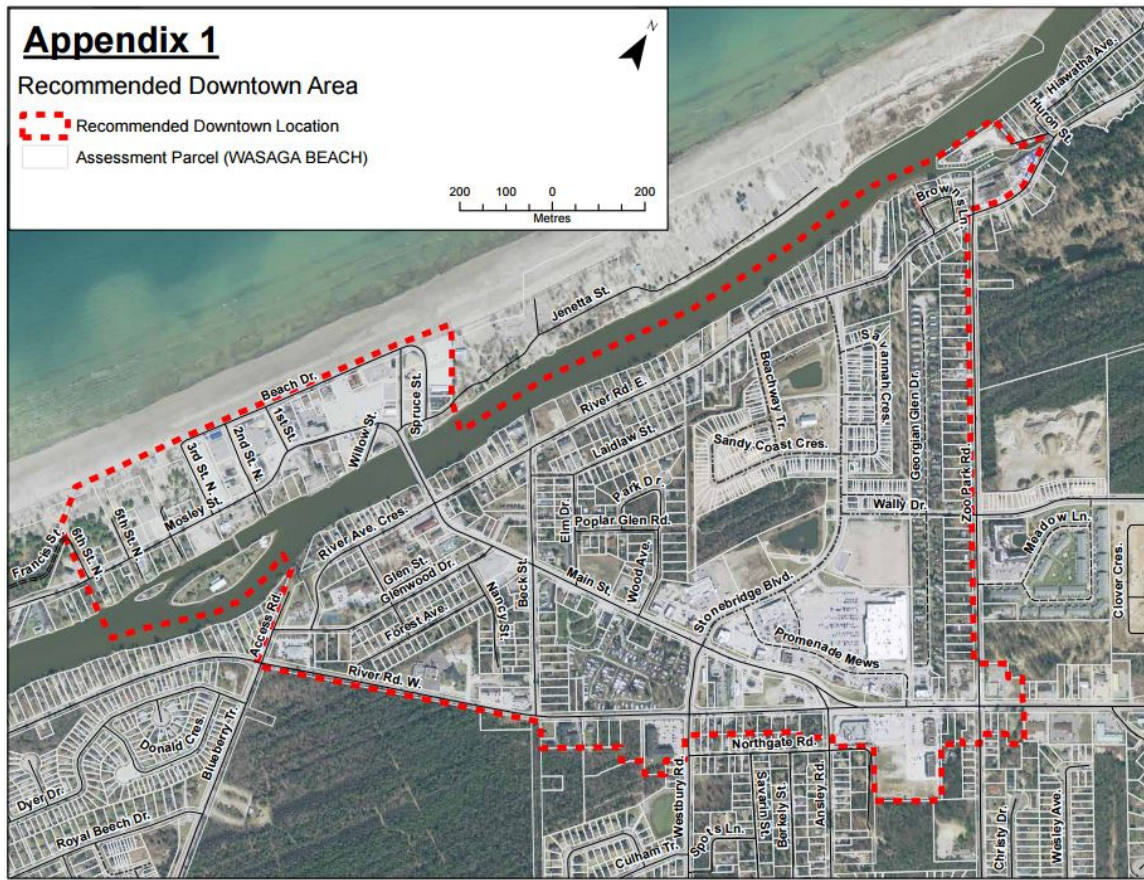 Appendix 1
Recommended Downtown Area
Recommended Downtown Location
Assessment Parcel (WASAGA BEACH)
N
200 100 0 200
Metres
Hiawatha Ave.
Huron St.
Browns Ln.
Jenetta St.
Beach Dr.
Spruce St.
1st St.
2nd St. N.
3rd St. N.
Willow St.
Mosley St.
5th St. N.
6th St. N.
Francis St.
River Rd. E.
Beachway Tr.
Savannah Cres.
Georgian Glen Dr.
Zoo Park Rd.
Laidlaw St.
Sandy Coast Cres.
Park Dr.
Elm Dr.
Poplar Glen Rd.
Wood Ave.
Wally Dr.
Meadow Ln.
Clover Cres.
River Ave. Cres.
Glen St.
Glenwood Dr.
Forest Ave.
Nancy St.
Beck St.
Main St.
Stonebridge Blvd.
Promenade Mews
Access Rd.
River Rd. W.
Blueberry Tr.
Donald Cres.
Dyer Dr.
Royal Beech Dr.
Northgate Rd.
Westbury Rd.
Savarin St.
Berkely St.
Ansley Rd.
Spots Ln.
Culham Tr.
Christy Dr.
Wesley Ave.